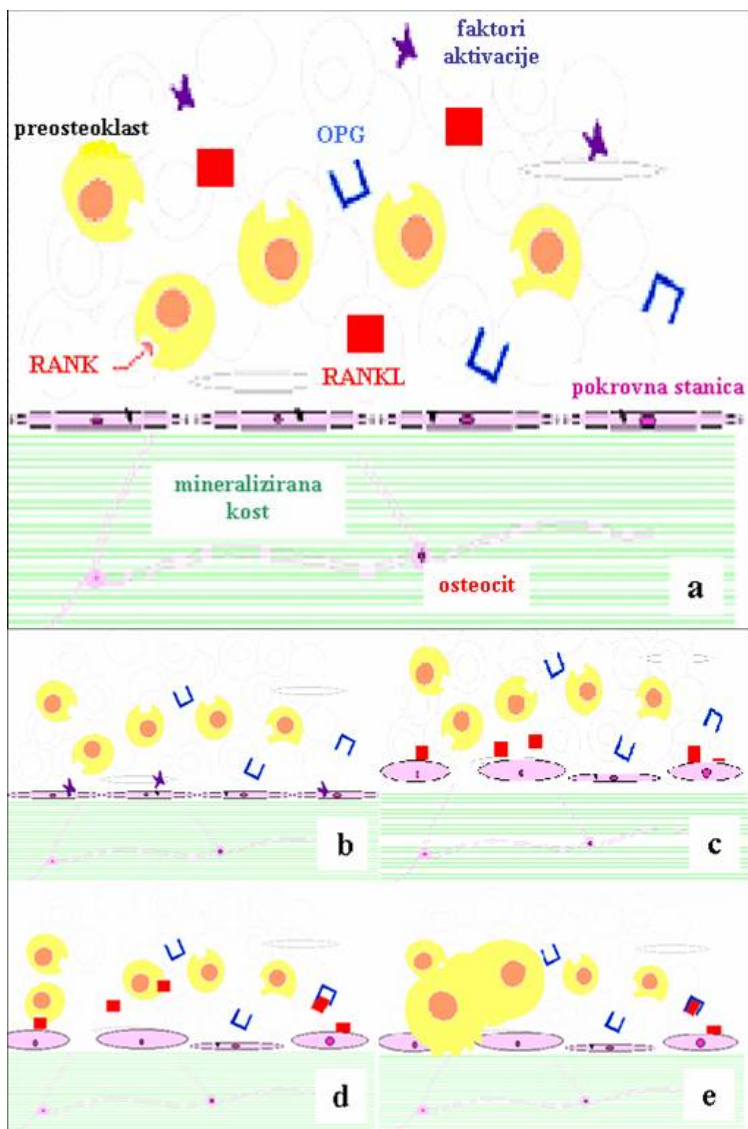 faktori
aktivacije
preosteoklast
OPG
RANK
RANKL
pokrovna stanica
mineralizirana
kost
osteocit
a
b
c
d
e